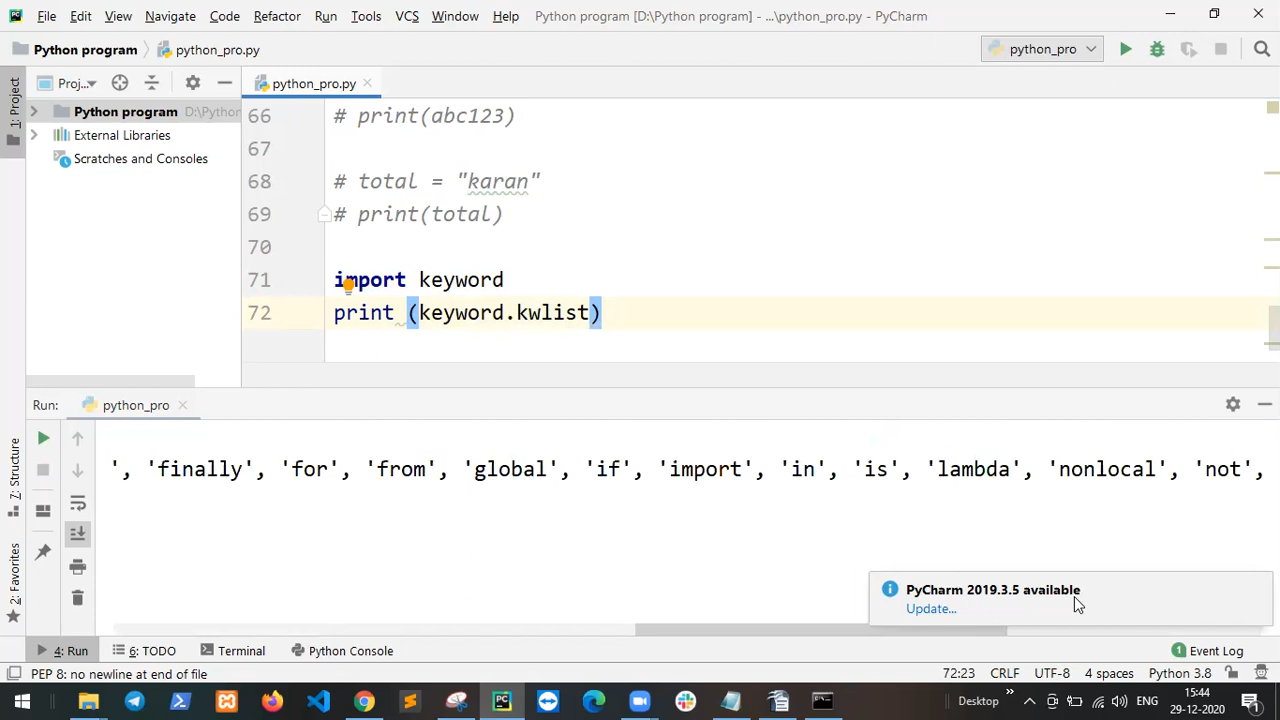 File Edit View Navigate Code Refactor Run Tools VCS Window Help Python program [D:\Python program] - ...\python_pro.py - PyCharm
Python program python_pro.py python_pro
1: Project
Proj... python_pro.py
Python program D:\Python
External Libraries
Scratches and Consoles
66 # print(abc123)
67
68 # total = "karan"
69 # print(total)
70
71 import keyword
72 print (keyword.kwlist)
Run: python_pro
', 'finally', 'for', 'from', 'global', 'if', 'import', 'in', 'is', 'lambda', 'nonlocal', 'not',
7: Structure
2: Favorites
PyCharm 2019.3.5 available
Update...
4: Run 6: TODO Terminal Python Console 1 Event Log
PEP 8: no newline at end of file 72:23 CRLF UTF-8 4 spaces Python 3.8
Desktop » ENG 15:44
29-12-2020 1